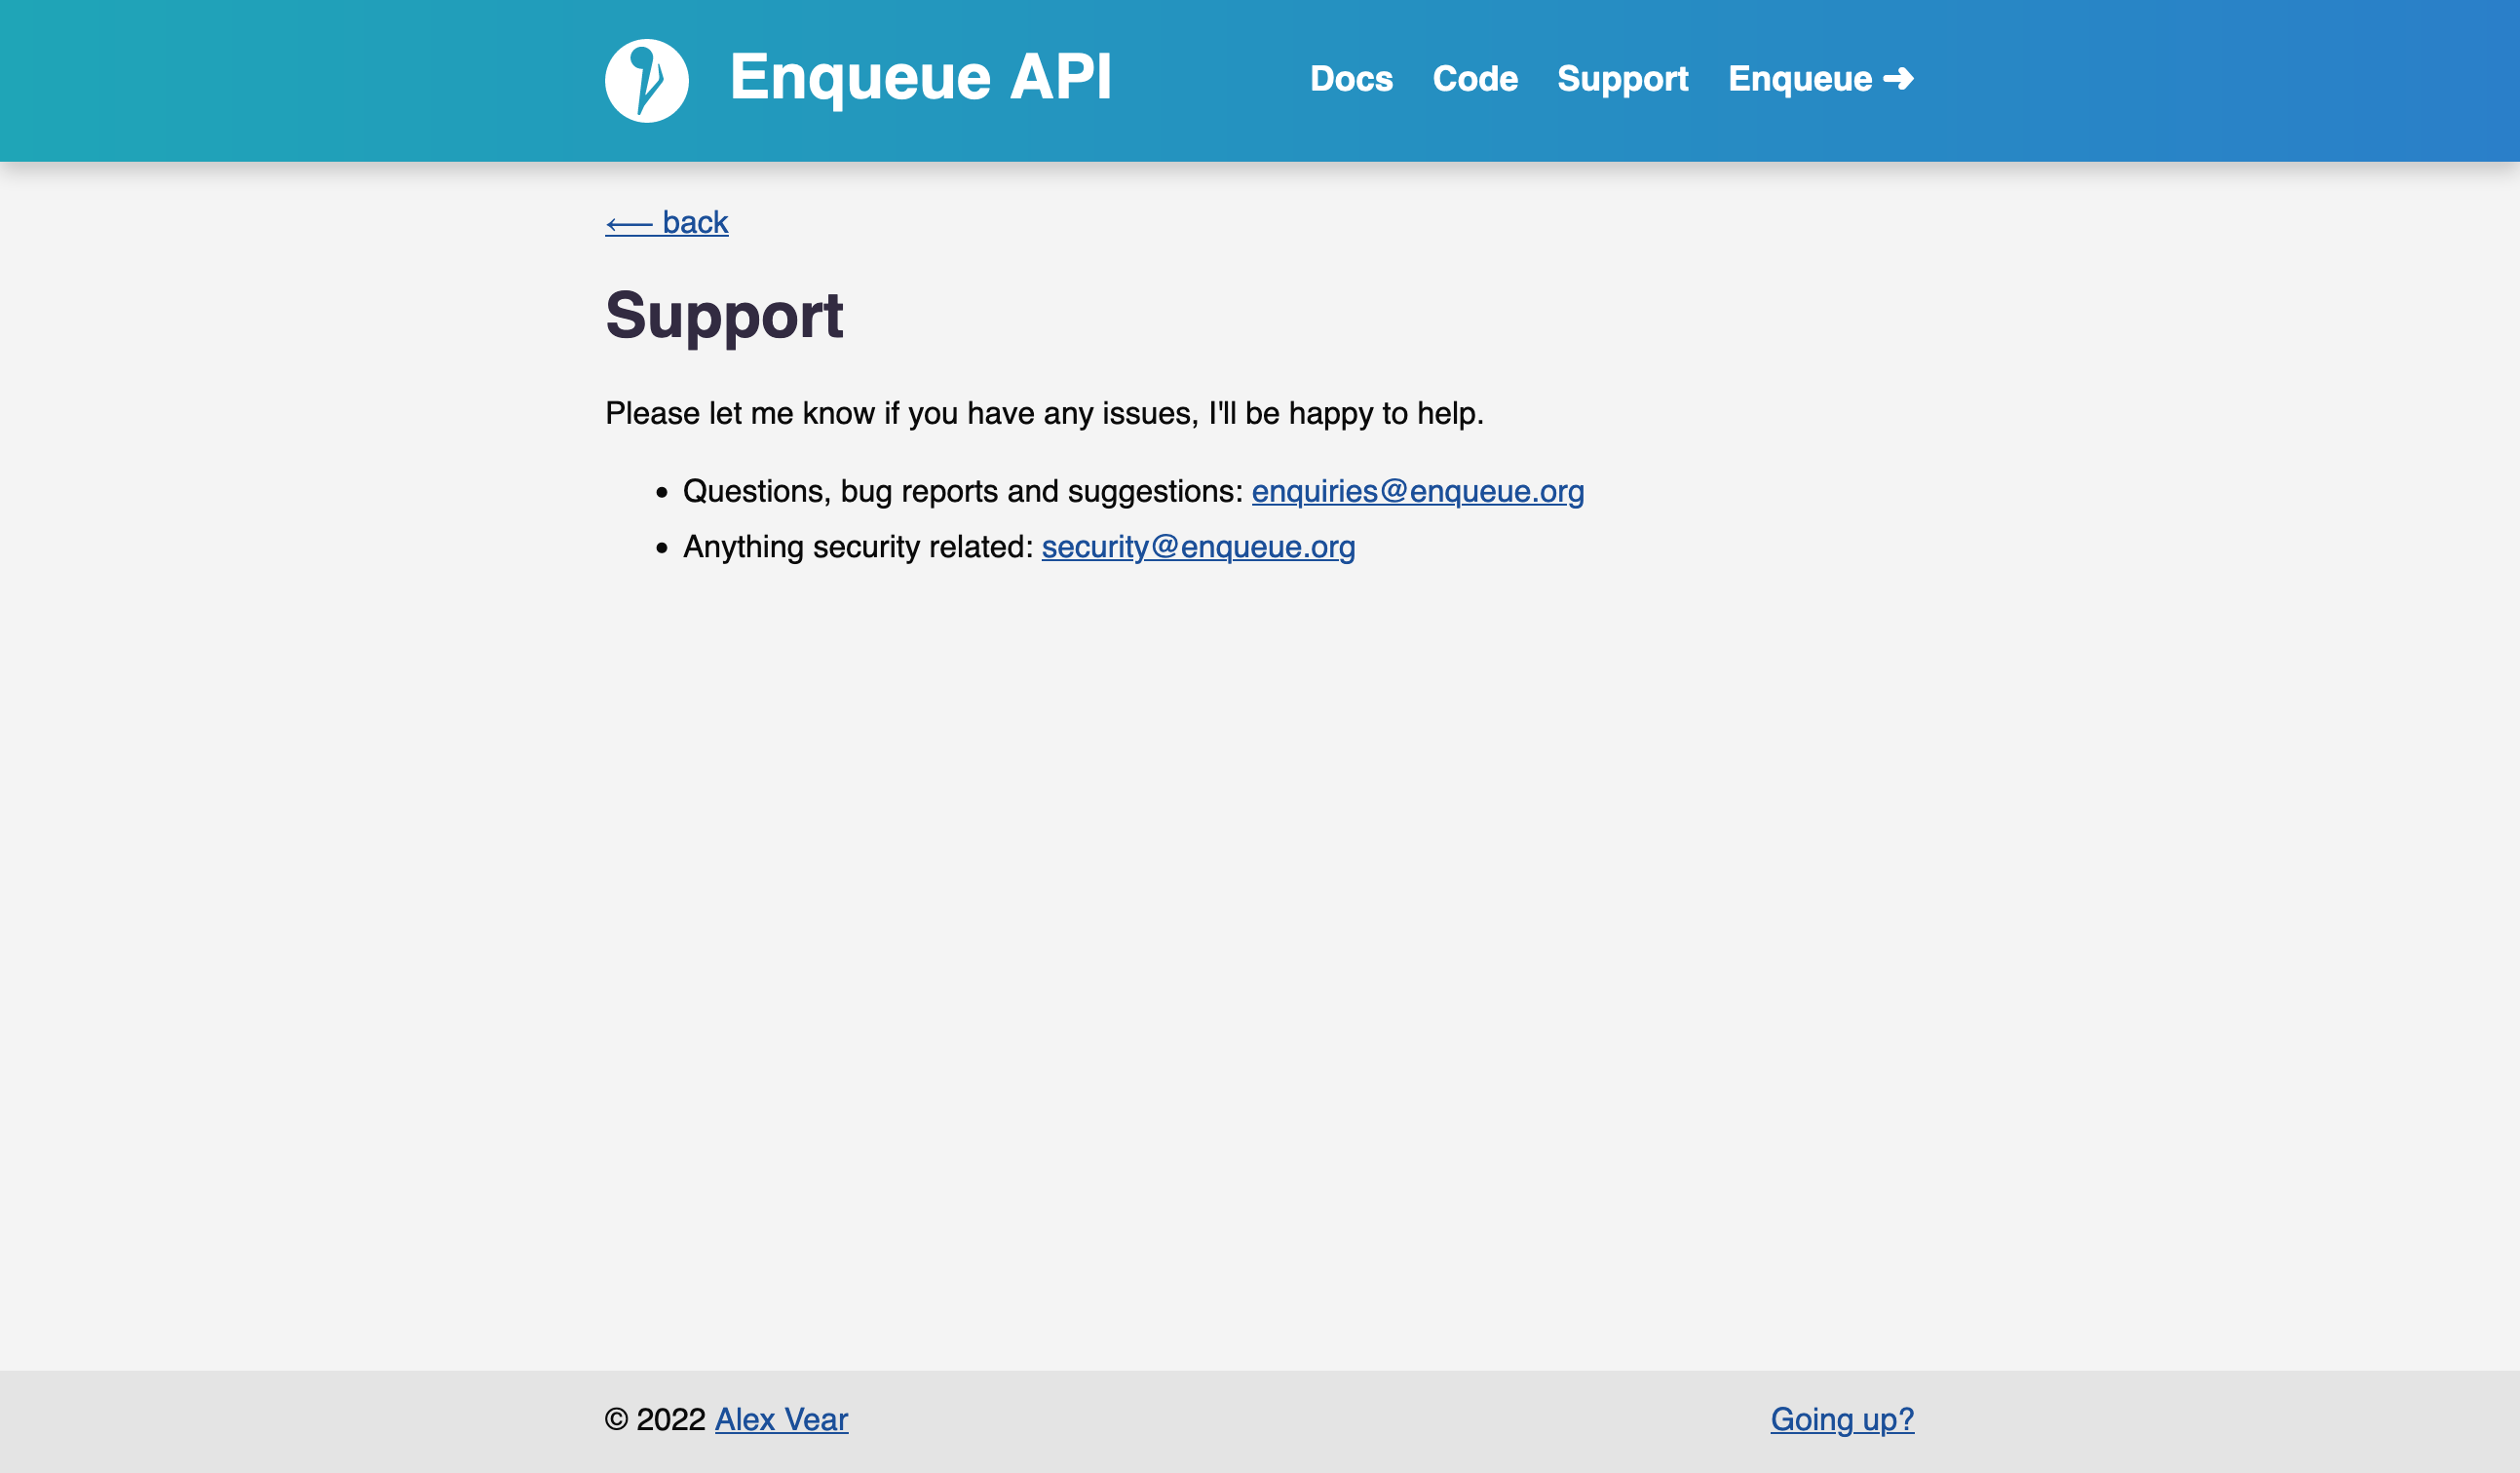 Enqueue API
Docs Code Support Enqueue ➜
⟵ back
Support
Please let me know if you have any issues, I'll be happy to help.
• Questions, bug reports and suggestions: enquiries@enqueue.org
• Anything security related: security@enqueue.org
© 2022 Alex Vear
Going up?